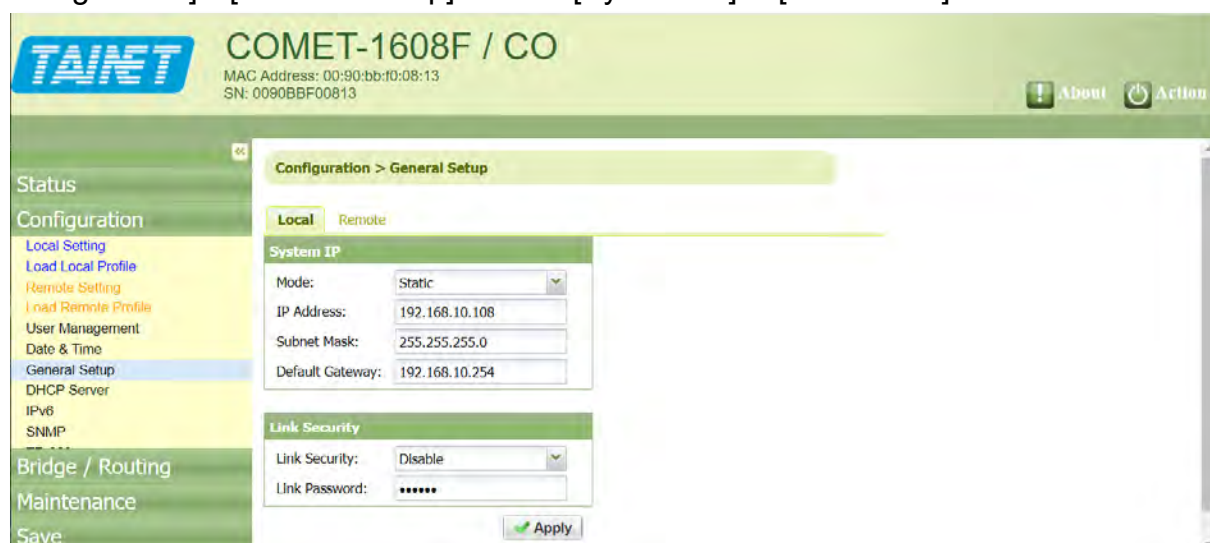 TAINET
COMET-1608F / CO
MAC Address: 00:90:bb:f0:08:13
SN: 0090BBF00813
About Action
Status
Configuration
Local Setting
Load Local Profile
Remote Setting
Load Remote Profile
User Management
Date & Time
General Setup
DHCP Server
IPv6
SNMP
Bridge / Routing
Maintenance
Save
Configuration > General Setup
Local Remote
System IP
Mode: Static
IP Address: 192.168.10.108
Subnet Mask: 255.255.255.0
Default Gateway: 192.168.10.254
Link Security
Link Security: Disable
Link Password: ••••••
Apply